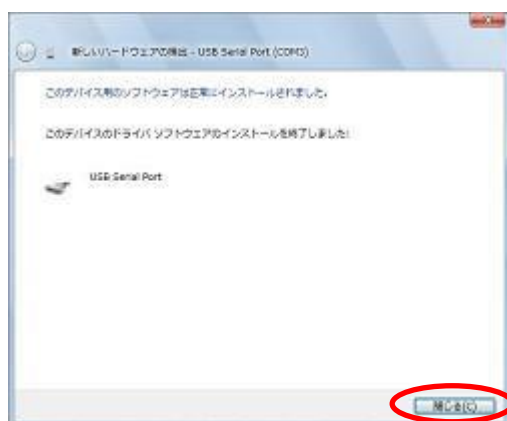 新しいハードウェアの検出 - USB Serial Port (COM3)
このデバイス用のソフトウェアは正常にインストールされました。
このデバイスのドライバ ソフトウェアのインストールを終了しました:
USB Serial Port
閉じる(C)